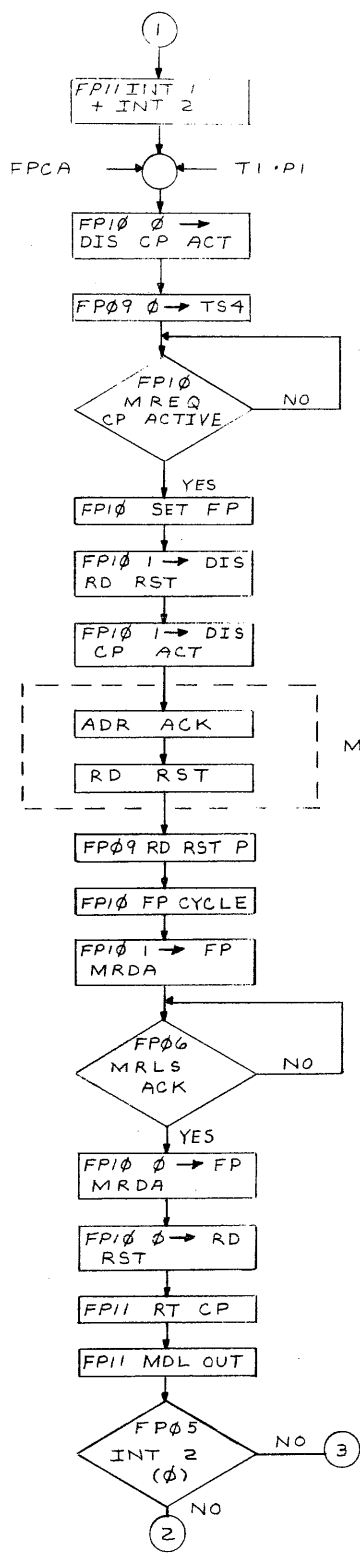 1
FP11 INT 1
+ INT 2
FPCA
T1·P1
FP1Ø Ø →
DIS CP ACT
FPØ9 Ø → TS4
FP1Ø
MREQ
CP ACTIVE
NO
YES
FP1Ø SET FP
FP1Ø 1 → DIS
RD RST
FP1Ø 1 → DIS
CP ACT
ADR ACK
M
RD RST
FPØ9 RD RST P
FP1Ø FP CYCLE
FP1Ø 1 → FP
MRDA
FPØ6
MRLS
ACK
NO
YES
FP1Ø Ø → FP
MRDA
FP1Ø Ø → RD
RST
FP11 RT CP
FP11 MDL OUT
FPØ5
INT 2
(Ø)
NO
3
NO
2